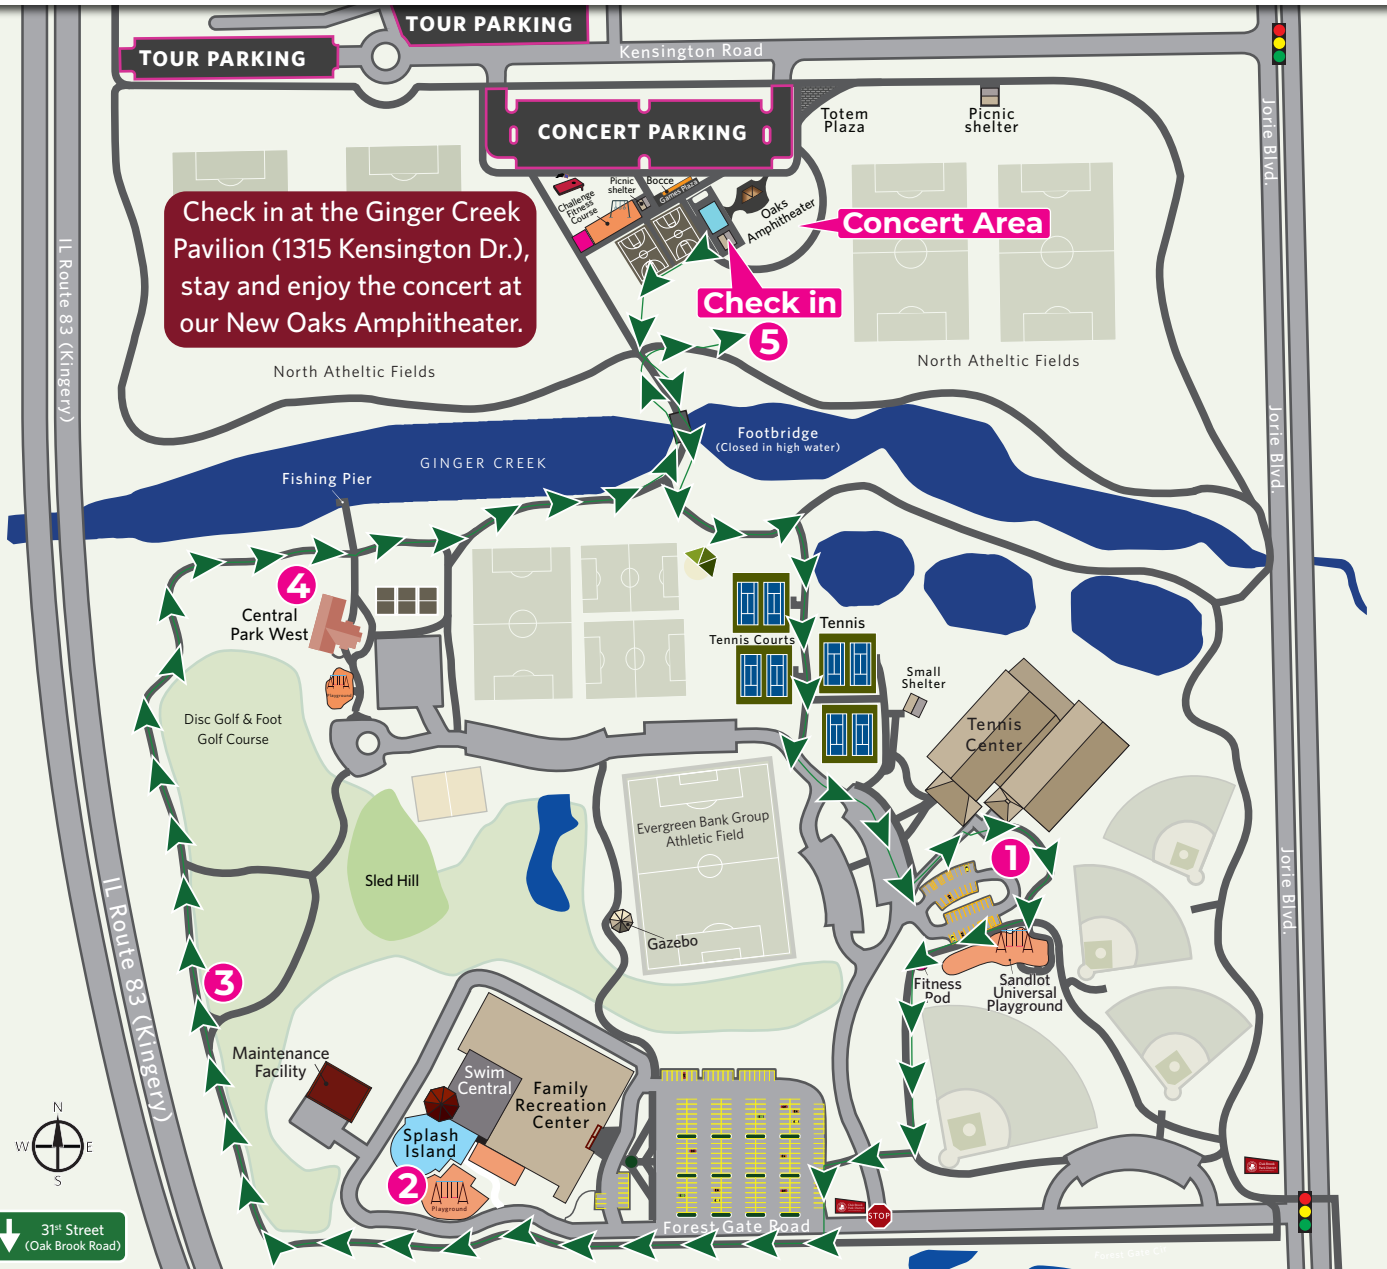 TOUR PARKING
TOUR PARKING
Kensington Road
CONCERT PARKING
Totem
Plaza
Picnic
shelter
Jorie Blvd.
Challenge
Fitness
Course
Picnic
shelter
Bocce
Games Plaza
Oaks
Amphitheater
Concert Area
Check in at the Ginger Creek
Pavilion (1315 Kensington Dr.),
stay and enjoy the concert at
our New Oaks Amphitheater.
Check in
5
IL Route 83 (Kingery)
North Atheltic Fields
North Atheltic Fields
Jorie Blvd.
Footbridge
(Closed in high water)
GINGER CREEK
Fishing Pier
4
Central
Park West
Playground
Tennis Courts
Tennis
Small
Shelter
Tennis
Center
Disc Golf & Foot
Golf Course
Evergreen Bank Group
Athletic Field
1
Sled Hill
Jorie Blvd.
IL Route 83 (Kingery)
Gazebo
3
Fitness
Pod
Sandlot
Universal
Playground
Maintenance
Facility
Swim
Central
Family
Recreation
Center
Splash
Island
2
Playground
N
W
E
S
31st Street
(Oak Brook Road)
Forest Gate Road
STOP